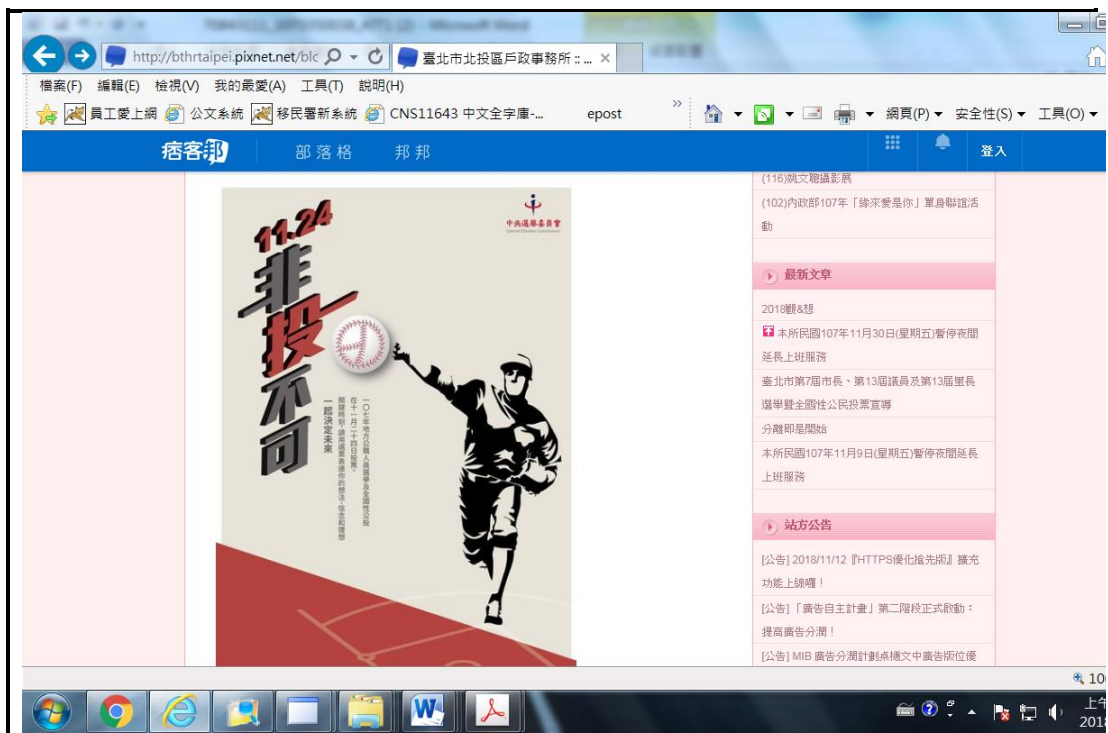 http://bthrtaipei.pixnet.net/blc
臺北市北投區戶政事務所 :: ...
檔案(F) 編輯(E) 檢視(V) 我的最愛(A) 工具(T) 說明(H)
員工愛上網 公文系統 移民署新系統 CNS11643 中文全字庫-... epost
網頁(P) 安全性(S) 工具(O)
痞客邦 部落格 邦邦 登入
11.24
非投不可
中央選舉委員會
Central Election Commission
一〇七年地方公職人員選舉及全國性公投
在十一月二十四日投票。
關鍵時刻，請用選票表達你的想法、信念和理想
一起決定未來
(116)姚文聰攝影展
(102)內政部107年「緣來愛是你」單身聯誼活
動
最新文章
2018觀&想
本所民國107年11月30日(星期五)暫停夜間
延長上班服務
臺北市第7屆市長、第13屆議員及第13屆里長
選舉暨全國性公民投票宣導
分離即是開始
本所民國107年11月9日(星期五)暫停夜間延長
上班服務
站方公告
[公告] 2018/11/12『HTTPS優化搶先版』擴充
功能上線囉！
[公告]「廣告自主計畫」第二階段正式啟動：
提高廣告分潤！
[公告] MIB 廣告分潤計劃桌機文中廣告版位優
10
上午
2018